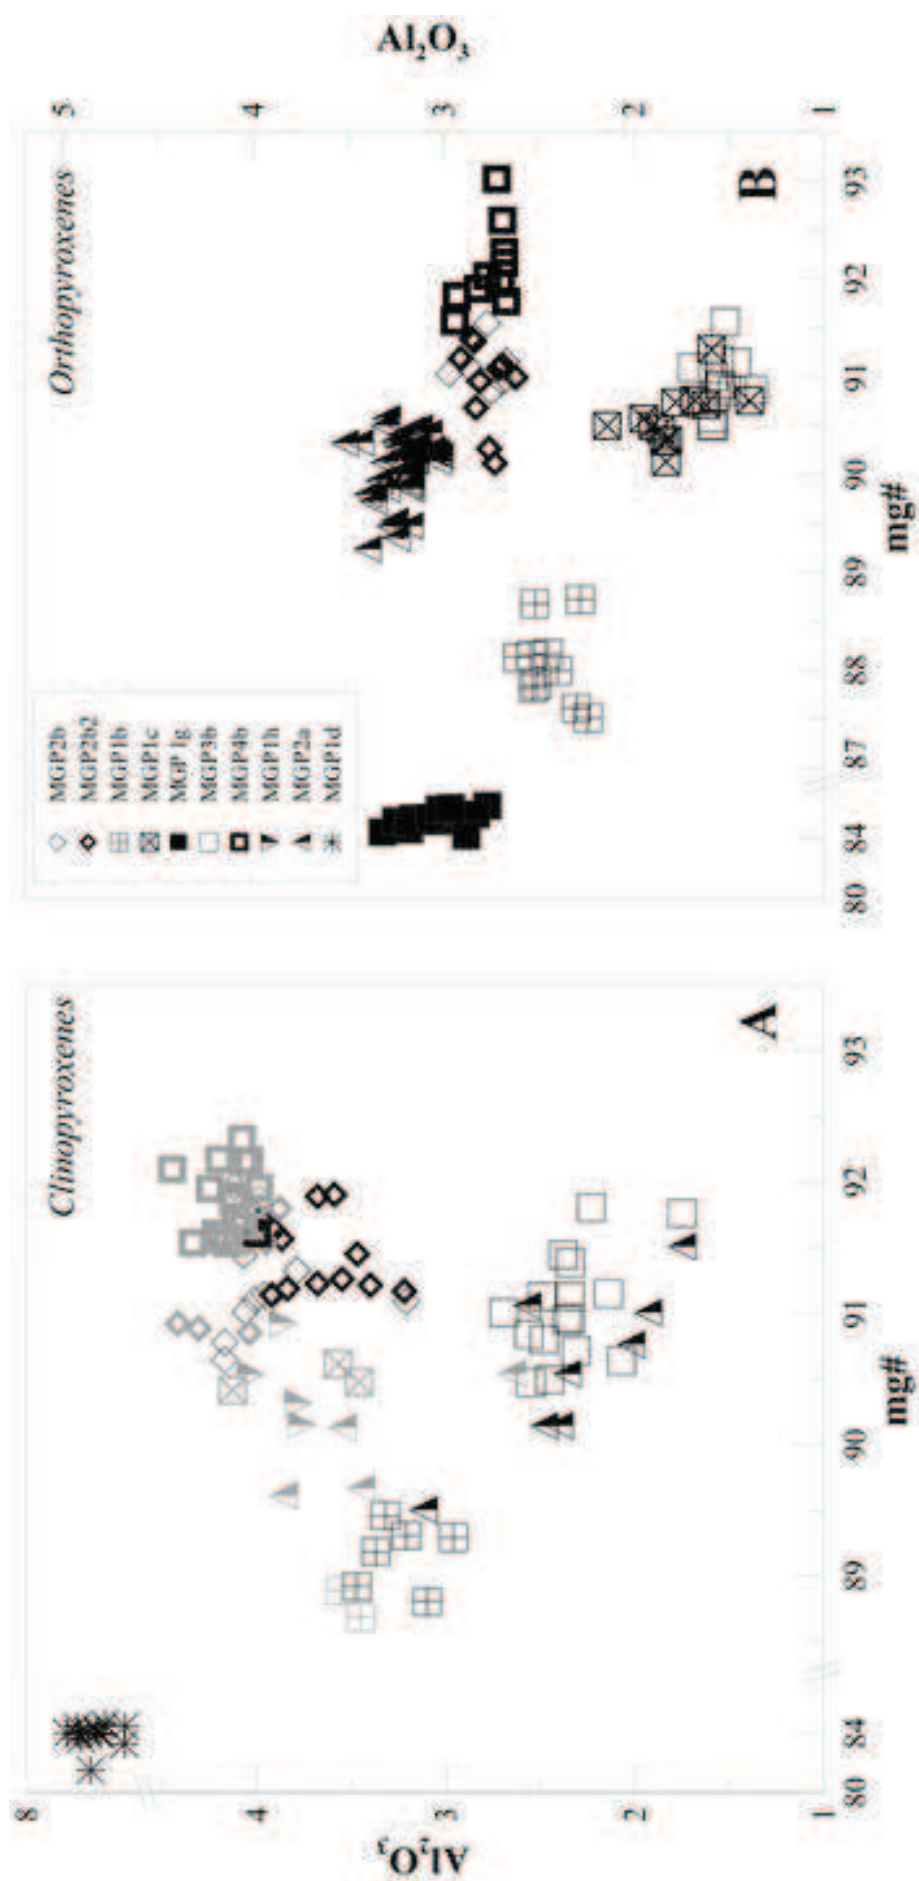 Clinopyroxenes
8
4
3
2
1
Al₂O₃
80
84
89
90
91
92
93
mg#
A
Orthopyroxenes
MGP2b
MGP2b2
MGP1b
MGP1c
MGP 1g
MGP3b
MGP4b
MGP1h
MGP2a
MGP1d
5
4
3
2
1
Al₂O₃
80
84
87
88
89
90
91
92
93
mg#
B